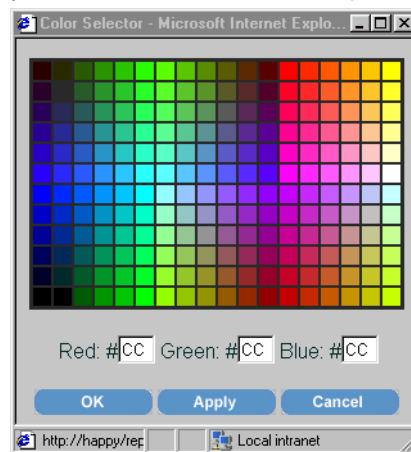 Color Selector - Microsoft Internet Explo...
Red: #CC Green: #CC Blue: #CC
OK Apply Cancel
http://happy/rep Local intranet